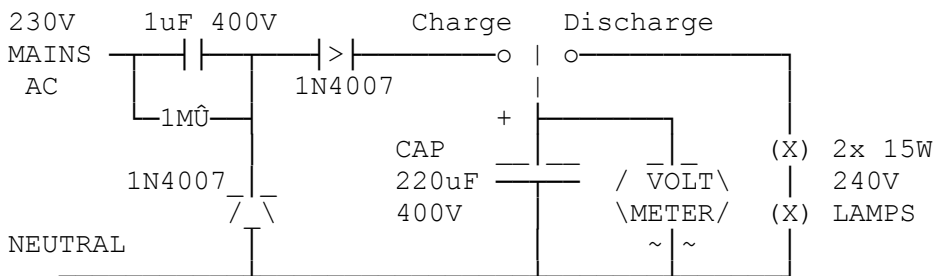 230V 1uF 400V Charge Discharge
MAINS
AC 1N4007
1MÛ +
CAP (X) 2x 15W
1N4007 220uF / VOLT\ 240V
400V \METER/ (X) LAMPS
NEUTRAL ~ ~